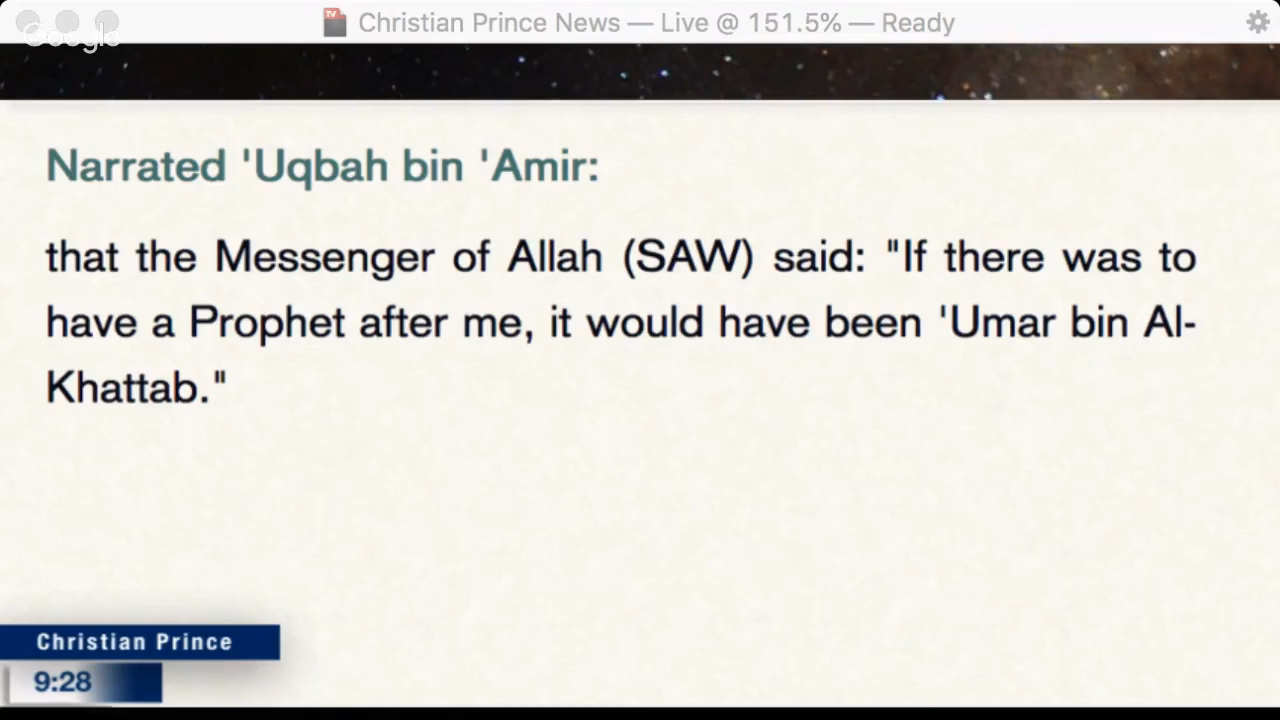 TV Christian Prince News — Live @ 151.5% — Ready
Google
Narrated 'Uqbah bin 'Amir:
that the Messenger of Allah (SAW) said: "If there was to
have a Prophet after me, it would have been 'Umar bin Al-
Khattab."
Christian Prince
9:28